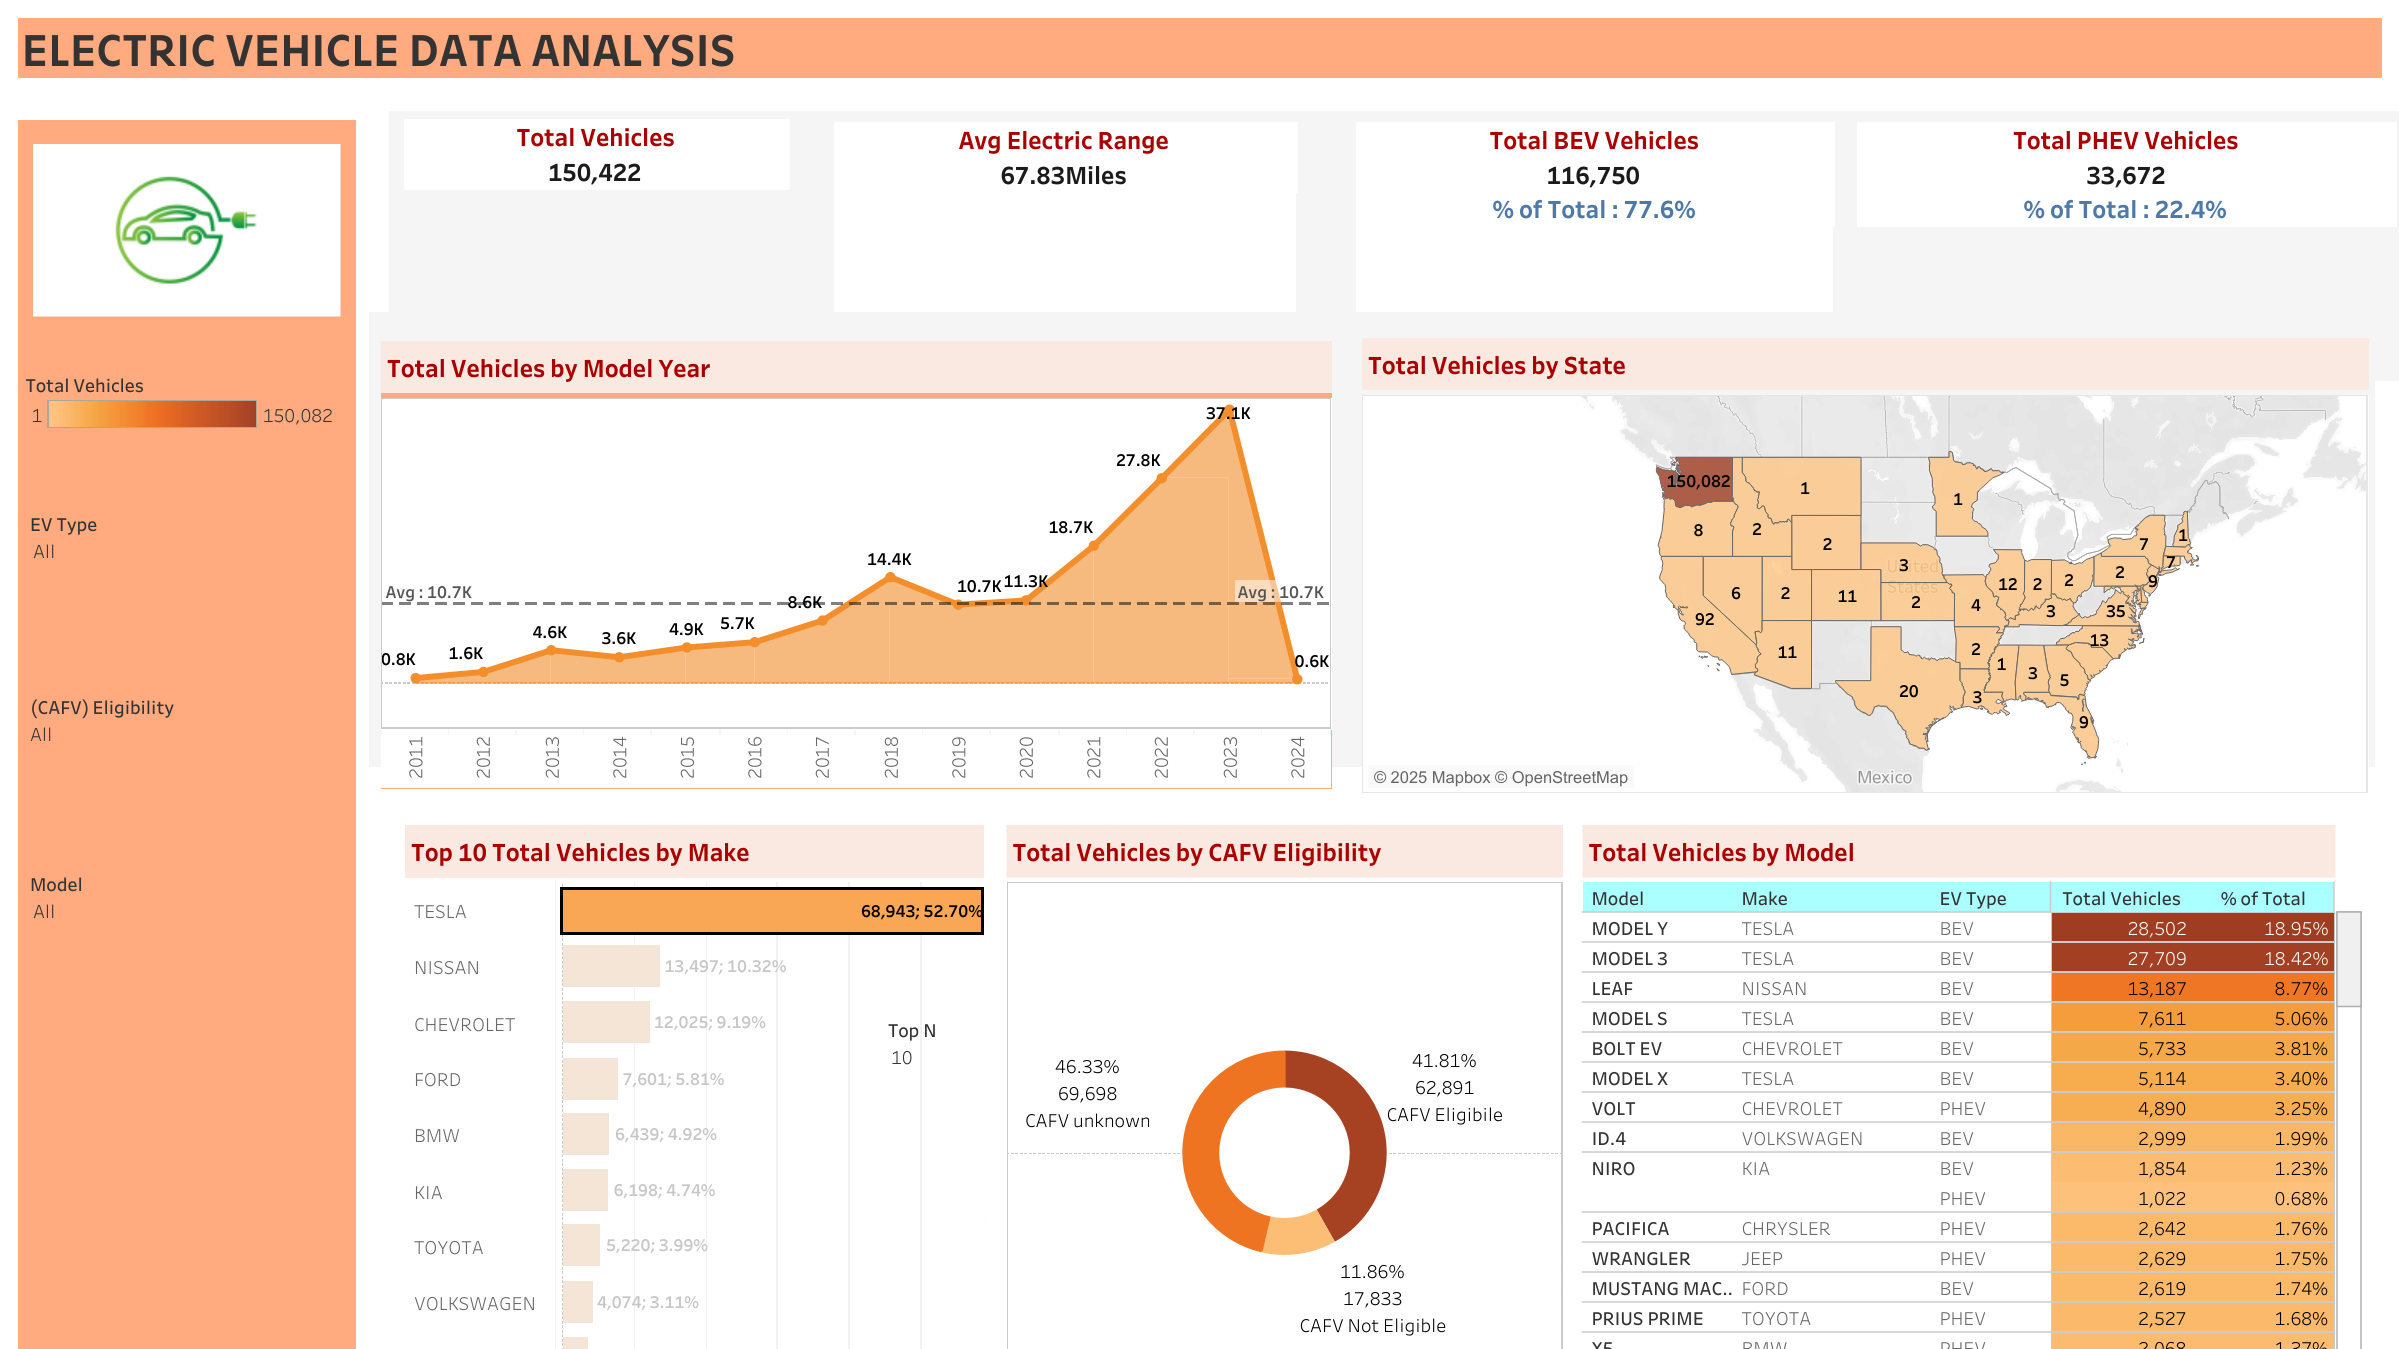 ELECTRIC VEHICLE DATA ANALYSIS
Total Vehicles
150,422
Avg Electric Range
67.83Miles
Total BEV Vehicles
116,750
% of Total : 77.6%
Total PHEV Vehicles
33,672
% of Total : 22.4%
Total Vehicles
1 150,082
EV Type
All
(CAFV) Eligibility
All
Model
All
Total Vehicles by Model Year
37.1K
27.8K
18.7K
14.4K
10.7K 11.3K
Avg : 10.7K Avg : 10.7K
8.6K
5.7K
4.9K
3.6K
4.6K
1.6K
0.8K
0.6K
2011 2012 2013 2014 2015 2016 2017 2018 2019 2020 2021 2022 2023 2024
Total Vehicles by State
150,082
1
1
8
2
2
3
7
1
7
6
2
11
2
4
12
2
2
2
9
3
35
92
11
2
13
20
3
1
3
5
9
United
States
Mexico
© 2025 Mapbox © OpenStreetMap
Top 10 Total Vehicles by Make
TESLA 68,943; 52.70%
NISSAN 13,497; 10.32%
CHEVROLET 12,025; 9.19%
FORD 7,601; 5.81%
BMW 6,439; 4.92%
KIA 6,198; 4.74%
TOYOTA 5,220; 3.99%
VOLKSWAGEN 4,074; 3.11%
Top N
10
Total Vehicles by CAFV Eligibility
46.33%
69,698
CAFV unknown
41.81%
62,891
CAFV Eligibile
11.86%
17,833
CAFV Not Eligible
Total Vehicles by Model
Model Make EV Type Total Vehicles % of Total
MODEL Y TESLA BEV 28,502 18.95%
MODEL 3 TESLA BEV 27,709 18.42%
LEAF NISSAN BEV 13,187 8.77%
MODEL S TESLA BEV 7,611 5.06%
BOLT EV CHEVROLET BEV 5,733 3.81%
MODEL X TESLA BEV 5,114 3.40%
VOLT CHEVROLET PHEV 4,890 3.25%
ID.4 VOLKSWAGEN BEV 2,999 1.99%
NIRO KIA BEV 1,854 1.23%
PHEV 1,022 0.68%
PACIFICA CHRYSLER PHEV 2,642 1.76%
WRANGLER JEEP PHEV 2,629 1.75%
MUSTANG MAC.. FORD BEV 2,619 1.74%
PRIUS PRIME TOYOTA PHEV 2,527 1.68%
X5 BMW PHEV 2,068 1.37%